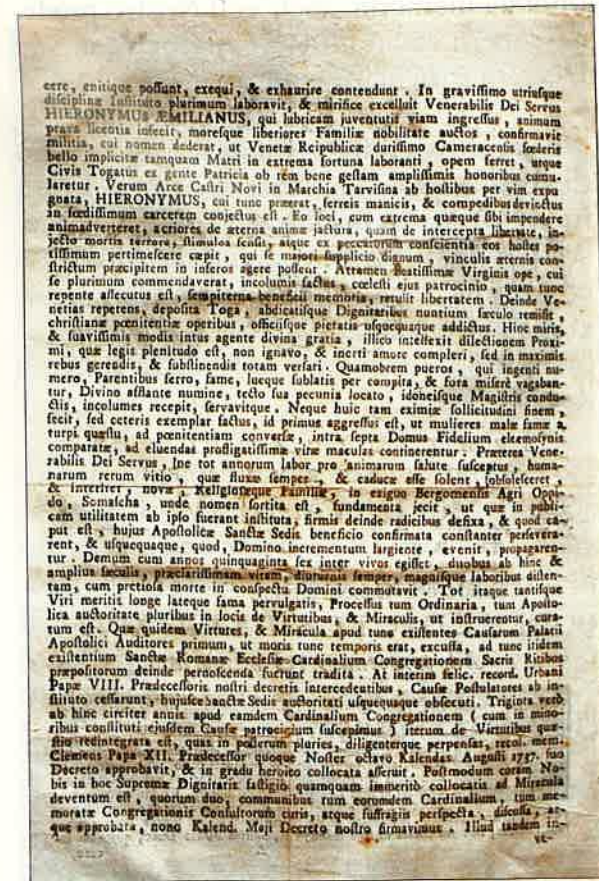 cere, enitique possunt, exequi, & exhaurire contendunt. In gravissimo utriusque
disciplinæ Instituto plurimum laboravit, & mirifice excelluit Venerabilis Dei Servus
HIERONYMUS ÆMILIANUS, qui lubricam juventutis viam ingressus, animum
prava licentia infecit, moresque liberiores Familiæ nobilitate auctos, confirmavit
militia, cui nomen dederat, ut Venetæ Reipublicæ durissimo Cameracensis fœderis
bello implicitæ tamquam Matri in extrema fortuna laboranti, opem ferret, utque
Civis Togatus ex gente Patricia ob rem bene gestam amplissimis honoribus cumu-
laretur. Verum Arce Castri Novi in Marchia Tarvisina ab hostibus per vim expu
gnata, HIERONYMUS, cui tunc præerat, ferreis manicis, & compedibus devinctus
in fœdissimum carcerem conjectus est. Eo loci, cum extrema quæque sibi impendere
animadverteret, acriores de æterna animæ jactura, quam de intercepta libertate, in-
jecto mortis terrore, stimulos sensit, atque ex peccatorum conscientia eos hostes po-
tissimum pertimescere cœpit, qui se majori supplicio dignum, vinculis æternis con-
strictum præcipitem in inferos agere possent. Attamen Beatissimæ Virginis ope, cui
se plurimum commendaverat, incolumis factus, cœlesti ejus patrocinio, quam tunc
repente assecutus est, sempiterna beneficii memoria, retulit libertatem. Deinde Ve-
netias repetens, deposita Toga, abdicatisque Dignitatibus nuntium sæculo remisit,
christianæ pœnitentiæ operibus, officiisque pietatis usquequaque addictus. Hinc miris,
& suavissimis modis intus agente divina gratia, illico intellexit dilectionem Proxi-
mi, quæ legis plenitudo est, non ignavo, & inerti amore compleri, sed in maximis
rebus gerendis, & substinendis totam versari. Quamobrem pueros, qui ingenti nu-
mero, Parentibus ferro, fame, lueque sublatis per compita, & fora miserè vagaban-
tur, Divino afflante numine, tecto sua pecunia locato, idoneisque Magistris condu-
ctis, incolumes recepit, servavitque. Neque huic tam eximiæ sollicitudini finem,
fecit, sed ceteris exemplar factus, id primus aggressus est, ut mulieres malæ famæ a
turpi quæstu, ad pœnitentiam conversæ, intra septa Domus Fidelium eleemosynis
comparatæ, ad eluendas profligatissimæ vitæ maculas continerentur. Præterea Vene-
rabilis Dei Servus, [ne tot annorum labor pro animarum salute susceptus, huma-
narum rerum vitio, quæ fluxæ semper, & caducæ esse solent, ]obsolesceret,
& interiret, novæ, Religiosæque Familiæ, in exiguo Bergomensis Agri Oppi-
do, Somascha, unde nomen sortita est, fundamenta jecit, ut quæ in publi-
cam utilitatem ab ipso fuerant instituta, firmis deinde radicibus defixa, & quod ca-
put est, hujus Apostolicæ Sanctæ Sedis beneficio confirmata constanter persevera-
rent, & usquequaque, quod, Domino incrementum largiente, evenit, propagaren-
tur. Demum cum annos quinquaginta sex inter vivos egisset, duobus ab hinc &
amplius sæculis, præclarissimam vitam, diuturnis semper, magnisque laboribus disten-
tam, cum pretiosa morte in conspectu Domini commutavit. Tot itaque tantisque
Viri meritis longe lateque fama pervulgatis, Processus tum Ordinaria, tum Aposto-
lica auctoritate pluribus in locis de Virtutibus, & Miraculis, ut instruerentur, cura-
tum est. Quæ quidem Virtutes, & Miracula apud tunc existentes Causarum Palatii
Apostolici Auditores primum, ut moris tunc temporis erat, excussa, ad tunc itidem
existentium Sanctæ Romanæ Ecclesiæ Cardinalium Congregationem Sacris Ritibus
præpositorum deinde pernoscenda fuerunt tradita. At interim felic. record. Urbani
Papæ VIII. Prædecessoris nostri decretis intercedentibus, Causæ Postulatores ab in-
stituto cessarunt, hujusce Sanctæ Sedis auctoritati usquequaque obsecuti. Triginta verò
ab hinc circiter annis apud eamdem Cardinalium Congregationem ( cum in mino-
ribus constituti ejusdem Causæ patrocinium suscepimus ) iterum de Virtutibus quæ-
stio redintegrata est, quas in posterum pluries, diligenterque perpensas, recol. mem.
Clemens Papa XII. Prædecessor quoque Noster octavo Kalendas Augusti 1737. suo
Decreto approbavit, & in gradu heroico collocata asseruit. Postmodum coram No-
bis in hoc Supremæ Dignitatis fastigio quamquam immeritò collocatis ad Miracula
deventum est, quorum duo, communibus tum eorumdem Cardinalium, tum me-
moratæ Congregationis Consultorum curis, atque suffragiis perspecta, discussa, at-
que approbata, nono Kalend. Maji Decreto nostro firmavimus. Illud tandem in-
ve-